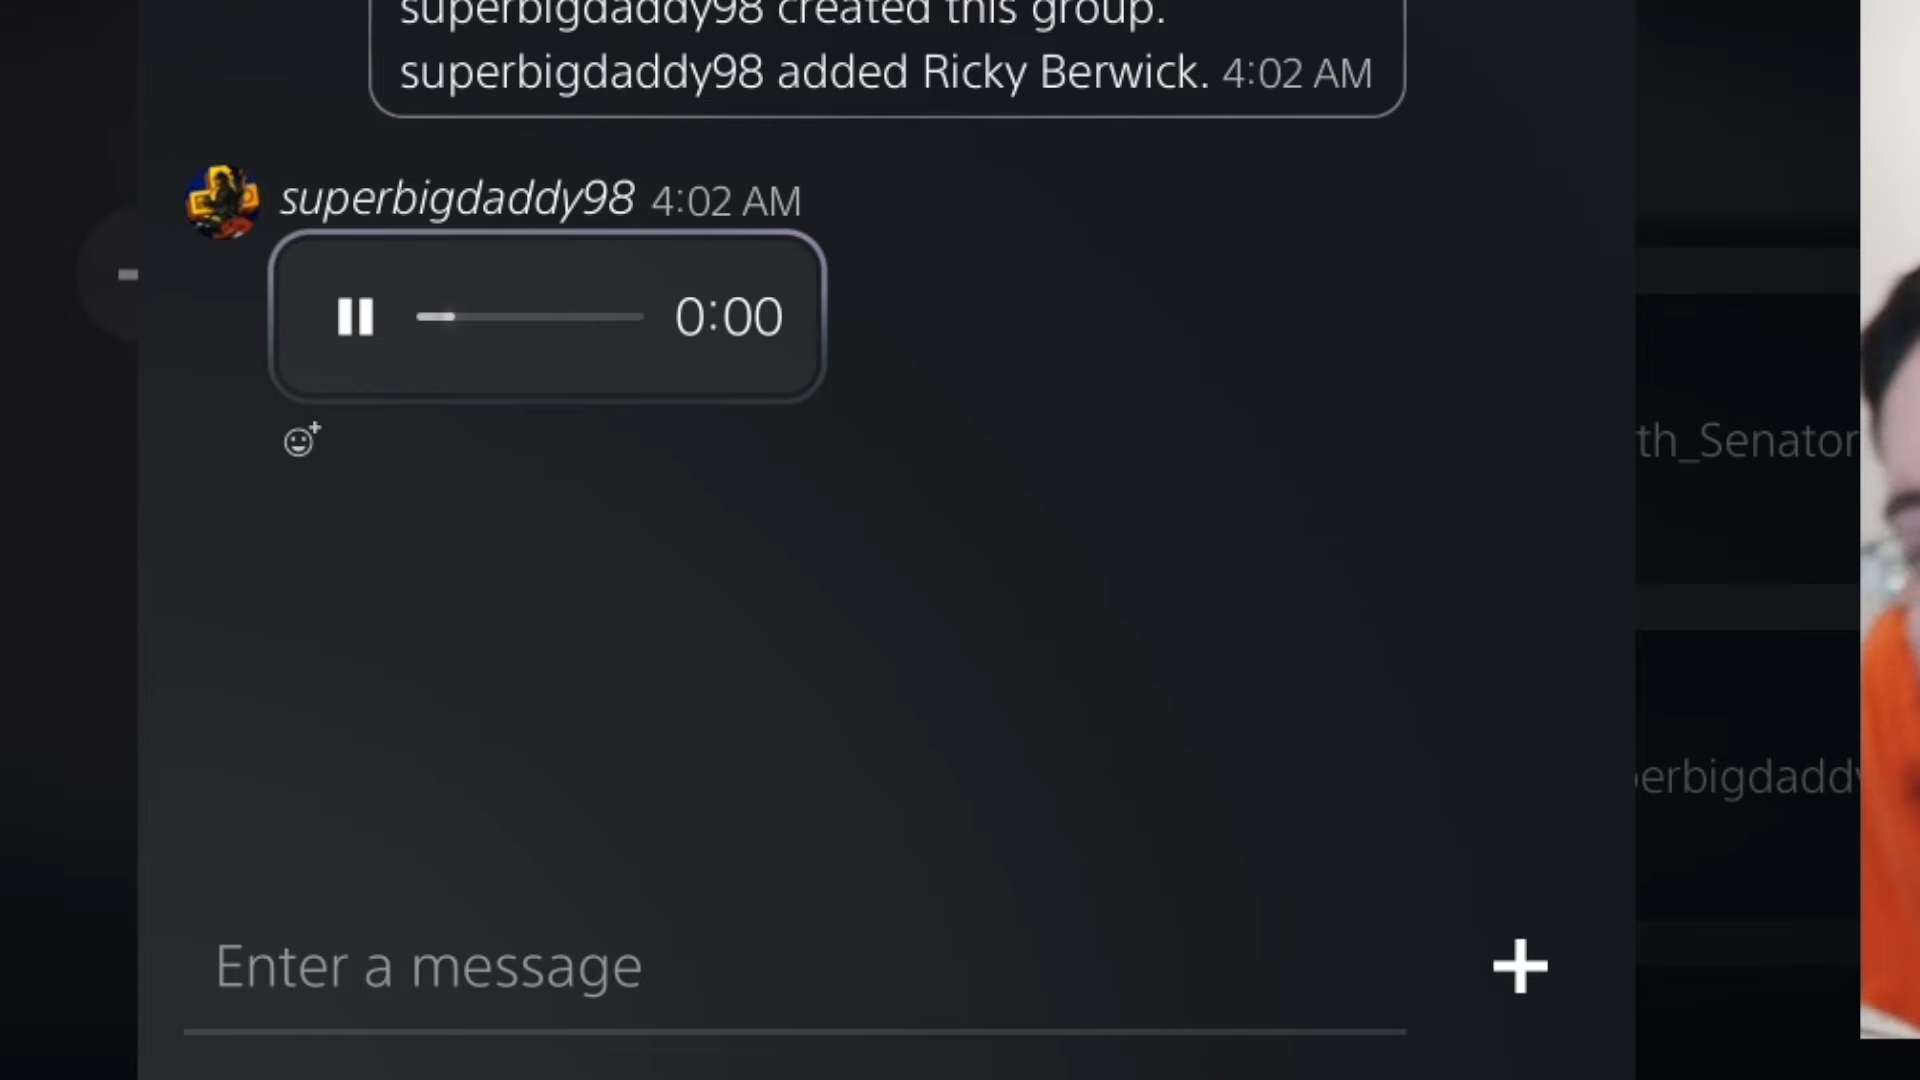 superbigdaddy98 created this group.
superbigdaddy98 added Ricky Berwick. 4:02 AM
superbigdaddy98 4:02 AM
0:00
th_Senator
erbigdaddy
Enter a message